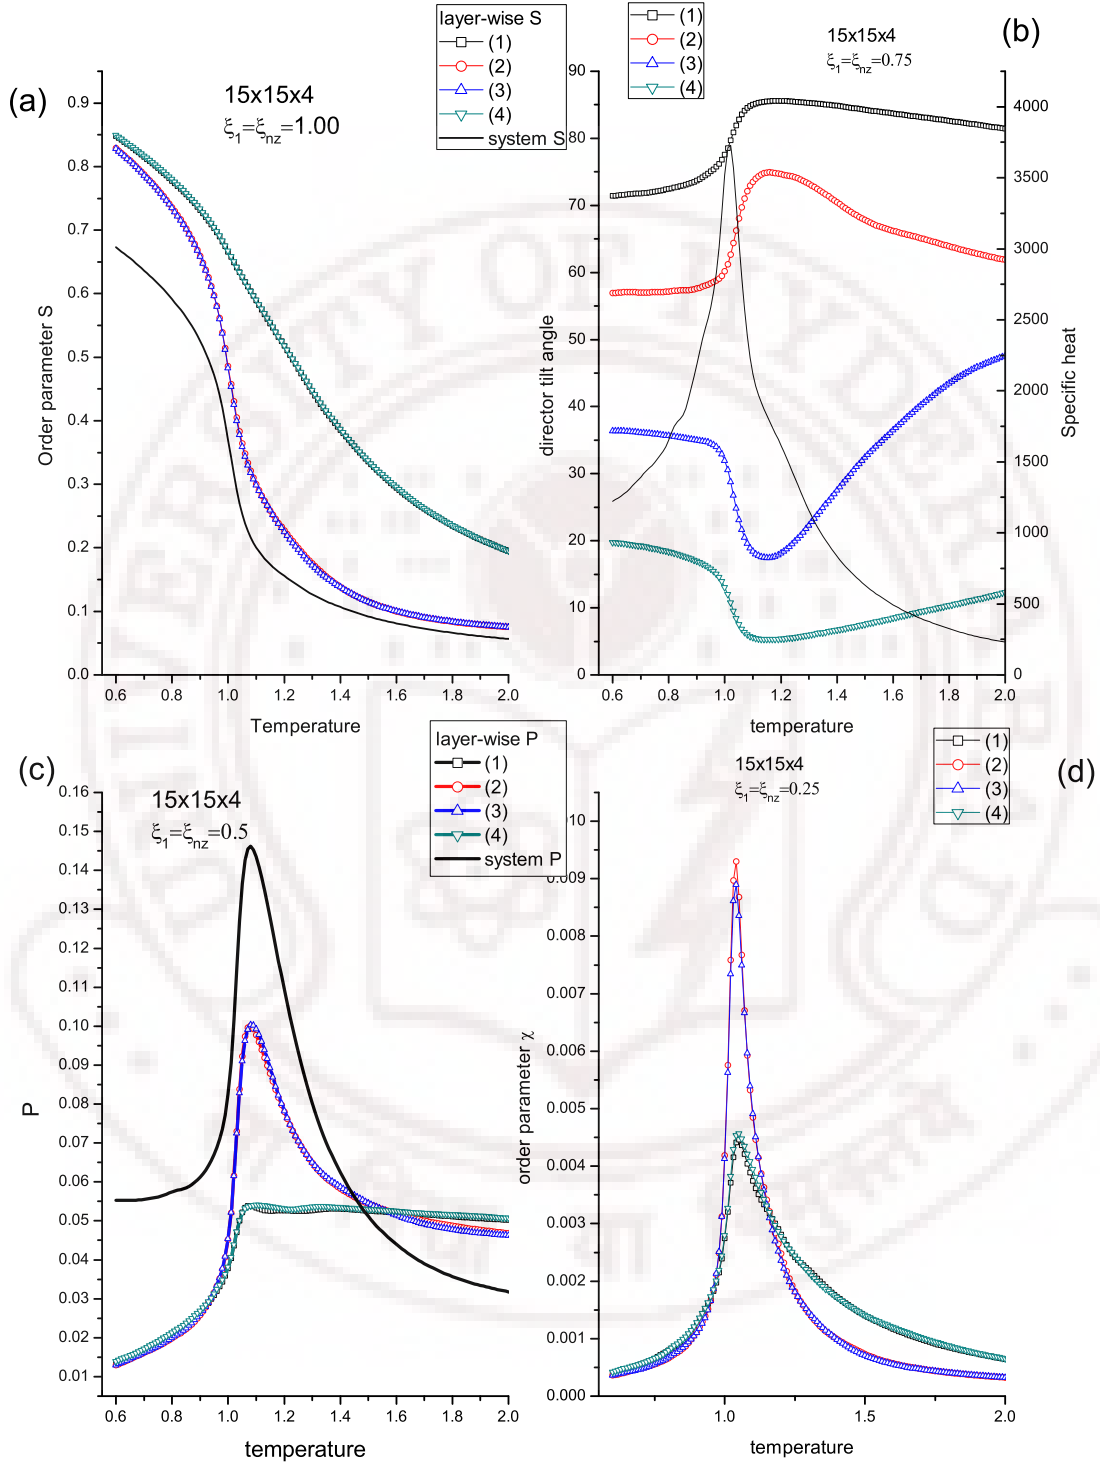 (a)
layer-wise S
(1)
(2)
(3)
(4)
system S
15x15x4
ξ1=ξnz=1.00
0.9
0.8
0.7
0.6
0.5
0.4
0.3
0.2
0.1
0.0
Order parameter S
0.6 0.8 1.0 1.2 1.4 1.6 1.8 2.0
Temperature
(b)
(1)
(2)
(3)
(4)
15x15x4
ξ1=ξnz=0.75
90
80
70
60
50
40
30
20
10
0
director tilt angle
4000
3500
3000
2500
2000
1500
1000
500
0
Specific heat
0.6 0.8 1.0 1.2 1.4 1.6 1.8 2.0
temperature
(c)
layer-wise P
(1)
(2)
(3)
(4)
system P
15x15x4
ξ1=ξnz=0.5
0.16
0.15
0.14
0.13
0.12
0.11
0.10
0.09
0.08
0.07
0.06
0.05
0.04
0.03
0.02
0.01
P
0.6 0.8 1.0 1.2 1.4 1.6 1.8 2.0
temperature
(d)
(1)
(2)
(3)
(4)
15x15x4
ξ1=ξnz=0.25
10
0.009
0.008
0.007
0.006
0.005
0.004
0.003
0.002
0.001
0.000
order parameter χ
1.0 1.5 2.0
temperature